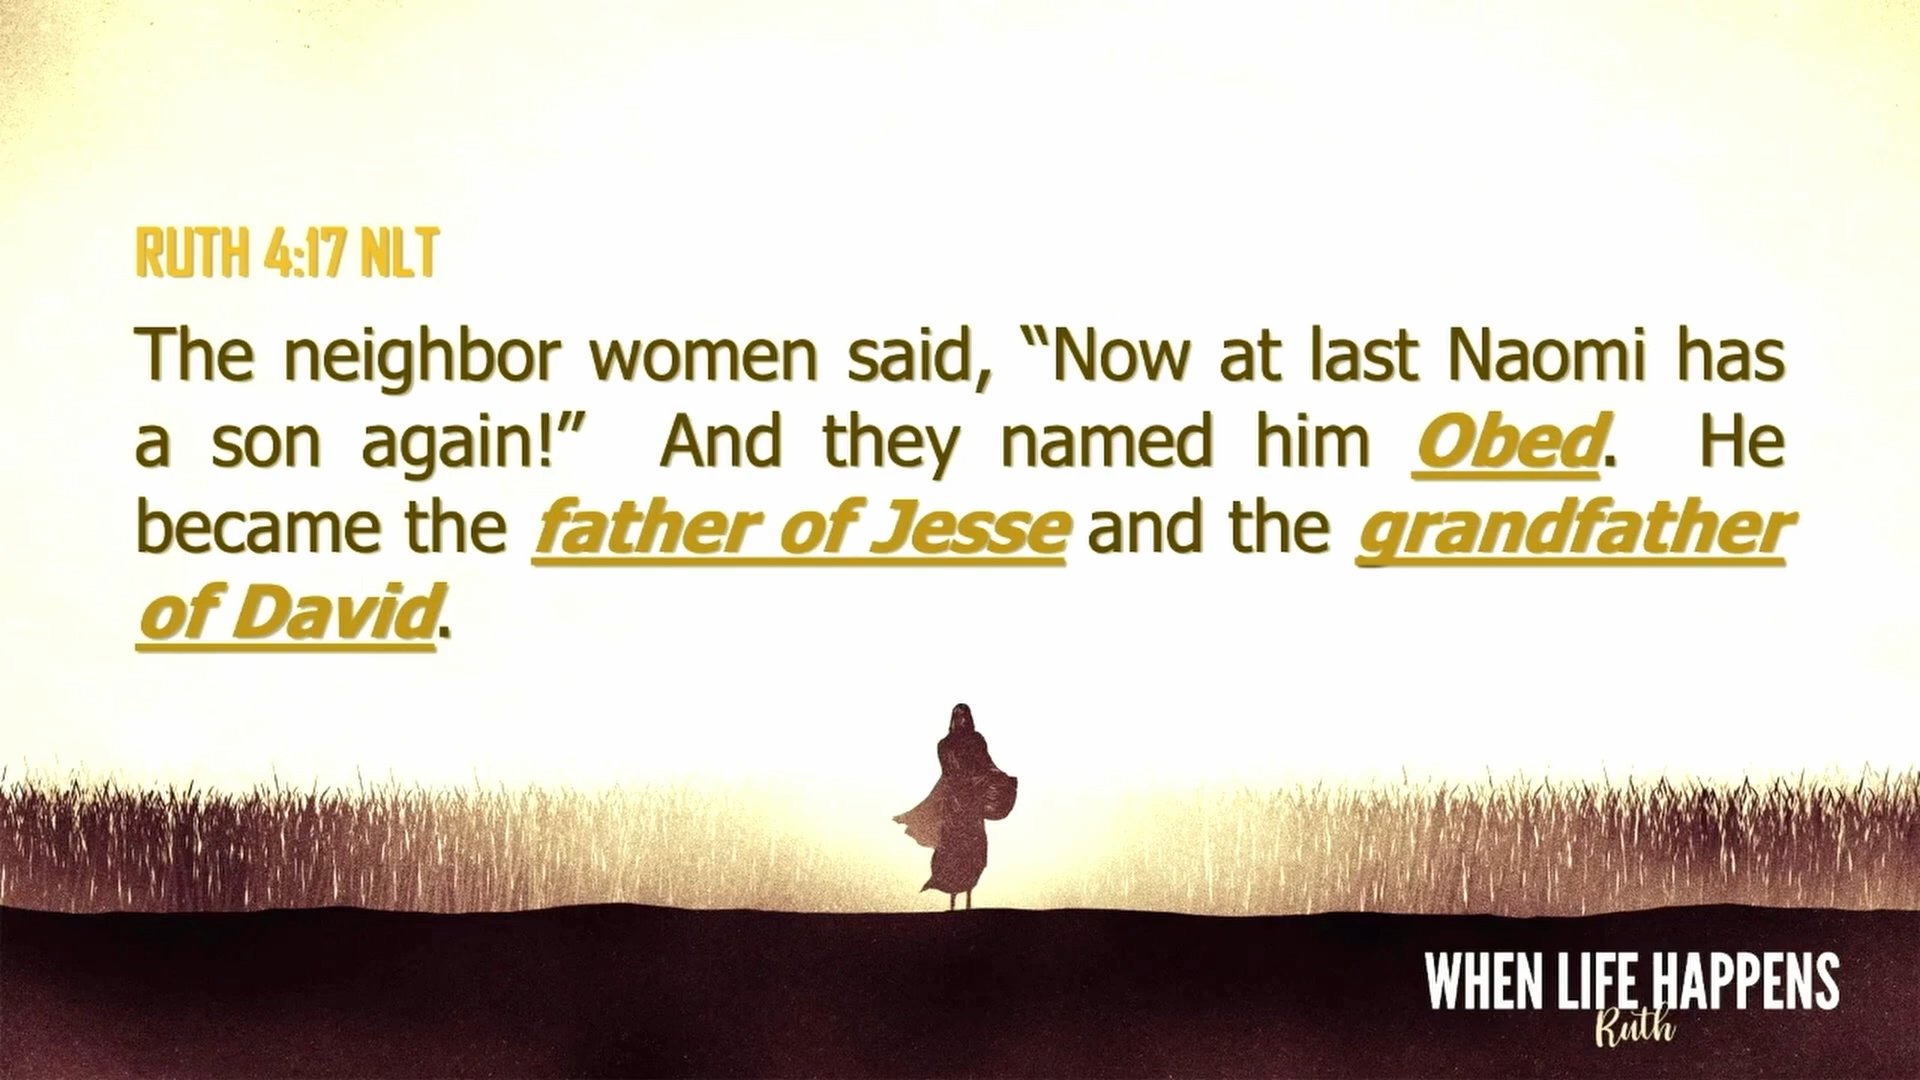 RUTH 4:17 NLT
The neighbor women said, “Now at last Naomi has
a son again!”  And they named him Obed.  He
became the father of Jesse and the grandfather
of David.
WHEN LIFE HAPPENS
Ruth